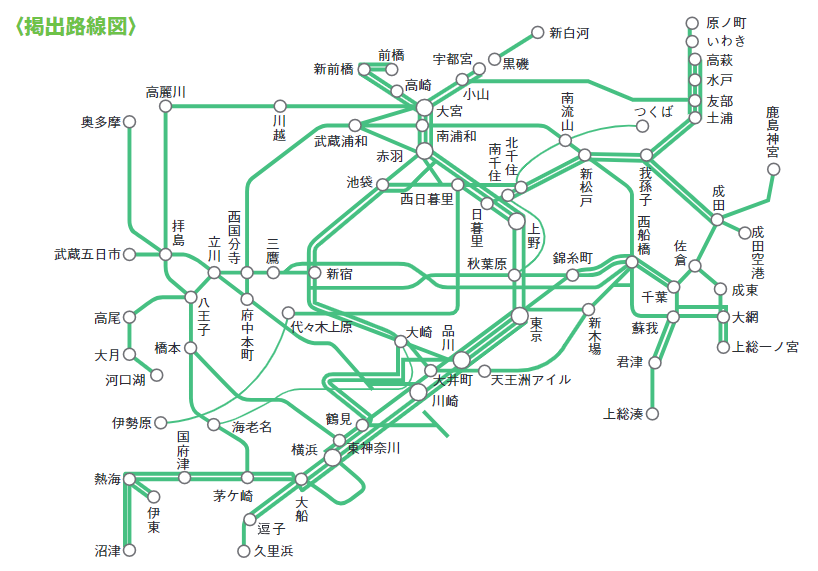 〈掲出路線図〉
新白河
原ノ町
いわき
高萩
水戸
友部
土浦
前橋
新前橋
宇都宮
黒磯
高崎
小山
高麗川
奥多摩
川越
大宮
武蔵浦和
南浦和
赤羽
南流山
つくば
鹿島神宮
北千住
南千住
池袋
西日暮里
新松戸
我孫子
成田
日暮里
上野
西船橋
成田空港
佐倉
拝島
立川
西国分寺
三鷹
武蔵五日市
新宿
秋葉原
錦糸町
千葉
成東
八王子
府中本町
代々木上原
高尾
橋本
大崎
品川
東京
新木場
蘇我
大網
上総一ノ宮
大月
河口湖
大井町
天王洲アイル
君津
川崎
上総湊
伊勢原
海老名
鶴見
国府津
横浜
東神奈川
熱海
茅ケ崎
大船
伊東
逗子
沼津
久里浜